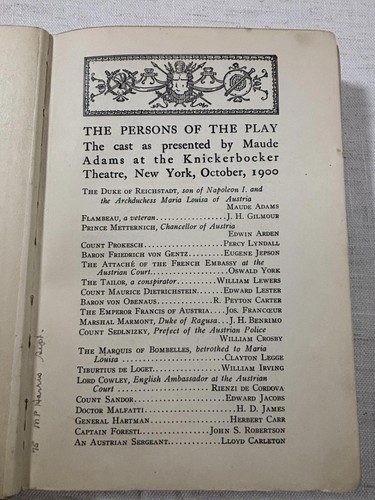 THE PERSONS OF THE PLAY
The cast as presented by Maude
Adams at the Knickerbocker
Theatre, New York, October, 1900
THE DUKE OF REICHSTADT, son of Napoleon I. and
the Archduchess Maria Louisa of Austria
MAUDE ADAMS
FLAMBEAU, a veteran.................J. H. GILMOUR
PRINCE METTERNICH, Chancellor of Austria
EDWIN ARDEN
COUNT PROKESCH................PERCY LYNDALL
BARON FRIEDRICH VON GENTZ..EUGENE JEPSON
THE ATTACHÉ OF THE FRENCH EMBASSY at the
Austrian Court..................OSWALD YORK
THE TAILOR, a conspirator.......WILLIAM LEWERS
COUNT MAURICE DIETRICHSTEIN..EDWARD LESTER
BARON VON OBENAUS.........R. PEYTON CARTER
THE EMPEROR FRANCIS OF AUSTRIA....JOS. FRANCŒUR
MARSHAL MARMONT, Duke of Ragusa...J. H. BENRIMO
COUNT SEDLNIZKY, Prefect of the Austrian Police
WILLIAM CROSBY
THE MARQUIS OF BOMBELLES, betrothed to Maria
Louisa.......................CLAYTON LEGGE
TIBURTIUS DE LOGET............WILLIAM IRVING
LORD COWLEY, English Ambassador at the Austrian
Court....................RIENZI DE CORDOVA
COUNT SANDOR.................EDWARD JACOBS
DOCTOR MALFATTI...................H. D. JAMES
GENERAL HARTMAN..............HERBERT CARR
CAPTAIN FORESTI..........JOHN S. ROBERTSON
AN AUSTRIAN SERGEANT........LLOYD CARLETON